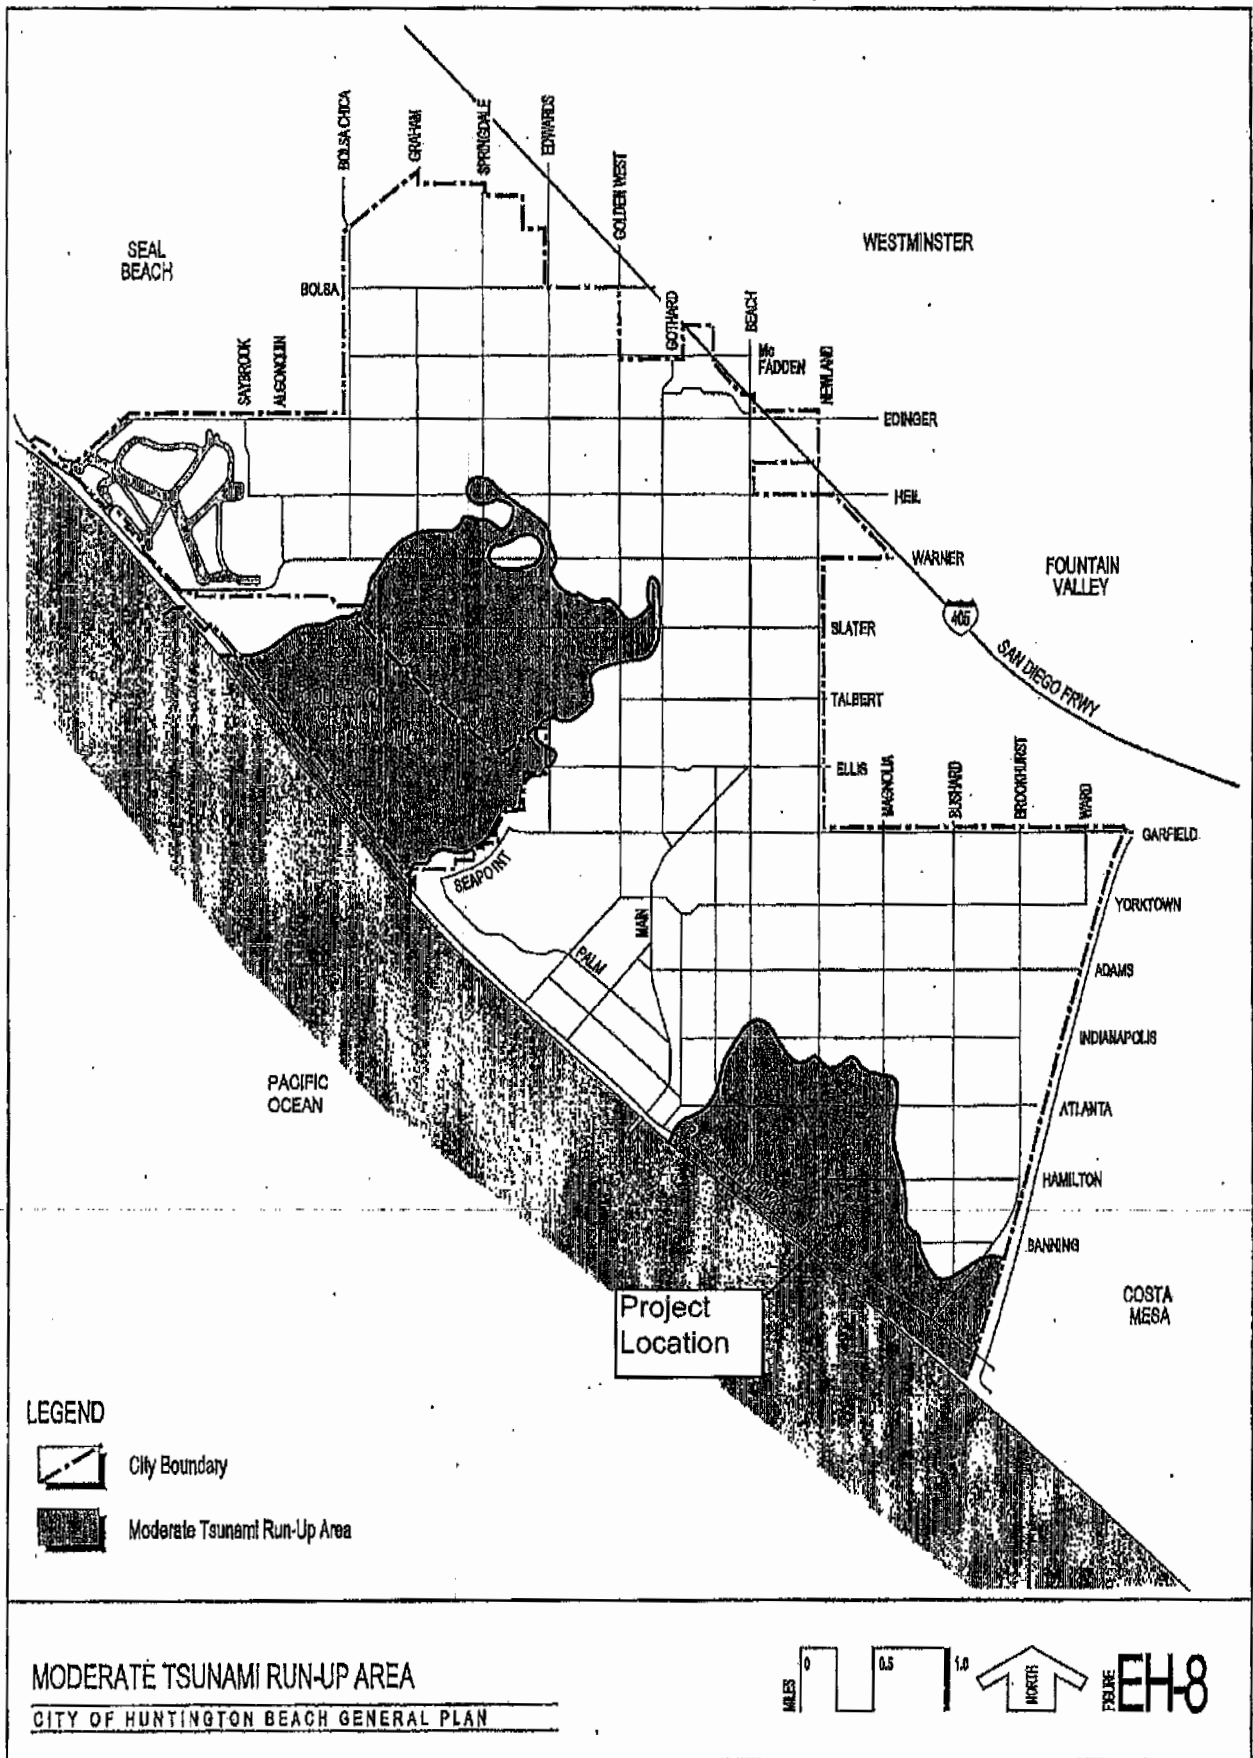 BOLSA CHICA
GRAHAM
SPRINGDALE
EDWARDS
GOLDEN WEST
WESTMINSTER
SEAL
BEACH
BOLSA
GOTHARD
BEACH
Mc
FADDEN
NEWLAND
SAYBROOK
ALGONQUIN
EDINGER
HEIL
WARNER
FOUNTAIN
VALLEY
405
SLATER
SAN DIEGO FRWY
TALBERT
ELLIS
MAGNOLIA
BUSHARD
BROOKHURST
WARD
GARFIELD
SEAPOINT
YORKTOWN
MAIN
PALM
ADAMS
INDIANAPOLIS
PACIFIC
OCEAN
ATLANTA
HAMILTON
BANNING
COSTA
MESA
Project
Location
LEGEND
City Boundary
Moderate Tsunami Run-Up Area
MODERATE TSUNAMI RUN-UP AREA
CITY OF HUNTINGTON BEACH GENERAL PLAN
MILES
0
0.5
1.0
NORTH
FIGURE
EH-8